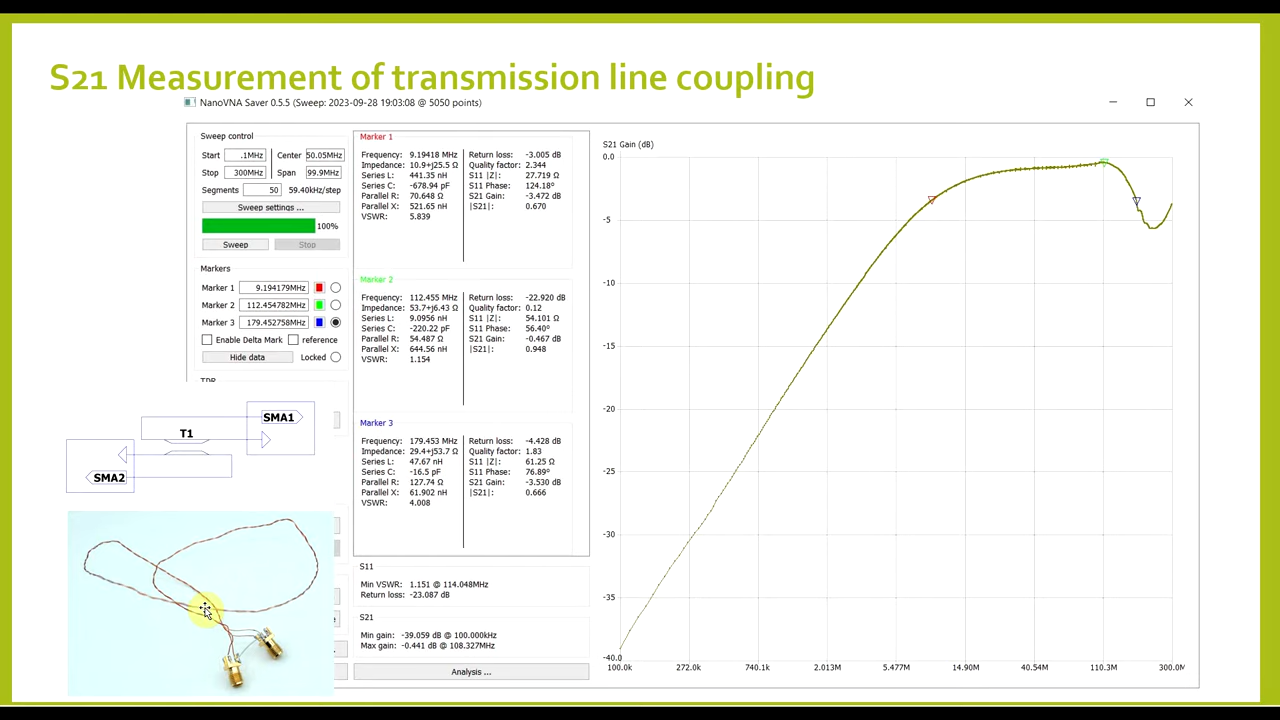 S21 Measurement of transmission line coupling
NanoVNA Saver 0.5.5 (Sweep: 2023-09-28 19:03:08 @ 5050 points)
Sweep control
Start .1MHz Center 50.05MHz
Stop 300MHz Span 99.9MHz
Segments 50 59.40kHz/step
Sweep settings ...
100%
Sweep Stop
Markers
Marker 1 9.194179MHz
Marker 2 112.454782MHz
Marker 3 179.452758MHz
Enable Delta Mark reference
Hide data Locked
TDR
Marker 1
Frequency: 9.19418 MHz Return loss: -3.005 dB
Impedance: 10.9+j25.5 Ω Quality factor: 2.344
Series L: 441.35 nH S11 |Z|: 27.719 Ω
Series C: -678.94 pF S11 Phase: 124.18°
Parallel R: 70.648 Ω S21 Gain: -3.472 dB
Parallel X: 521.65 nH |S21|: 0.670
VSWR: 5.839
Marker 2
Frequency: 112.455 MHz Return loss: -22.920 dB
Impedance: 53.7+j6.43 Ω Quality factor: 0.12
Series L: 9.0956 nH S11 |Z|: 54.101 Ω
Series C: -220.22 pF S11 Phase: 56.40°
Parallel R: 54.487 Ω S21 Gain: -0.467 dB
Parallel X: 644.56 nH |S21|: 0.948
VSWR: 1.154
Marker 3
Frequency: 179.453 MHz Return loss: -4.428 dB
Impedance: 29.4+j53.7 Ω Quality factor: 1.83
Series L: 47.67 nH S11 |Z|: 61.25 Ω
Series C: -16.5 pF S11 Phase: 76.89°
Parallel R: 127.74 Ω S21 Gain: -3.530 dB
Parallel X: 61.902 nH |S21|: 0.666
VSWR: 4.008
S11
Min VSWR: 1.151 @ 114.048MHz
Return loss: -23.087 dB
S21
Min gain: -39.059 dB @ 100.000kHz
Max gain: -0.441 dB @ 108.327MHz
Analysis ...
SMA1
T1
SMA2
S21 Gain (dB)
0.0
-5
-10
-15
-20
-25
-30
-35
-40.0
100.0k 272.0k 740.1k 2.013M 5.477M 14.90M 40.54M 110.3M 300.0M